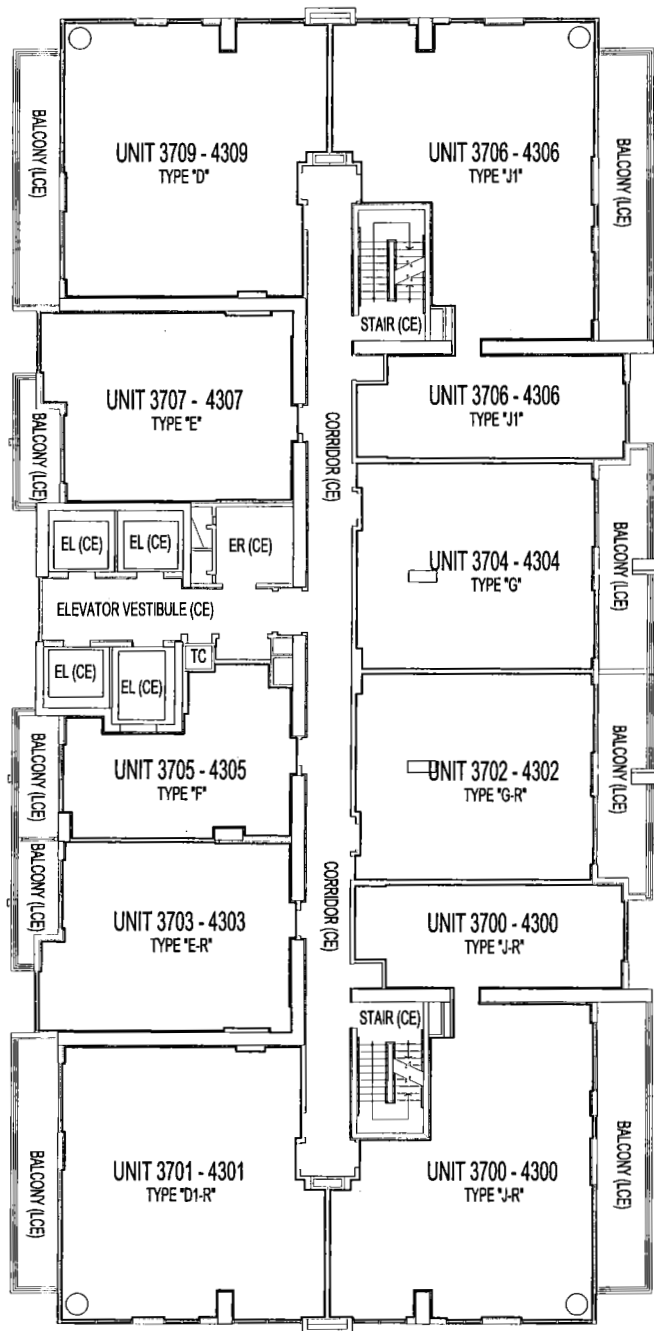 BALCONY (LCE)
UNIT 3709 - 4309
TYPE "D"
UNIT 3706 - 4306
TYPE "J1"
BALCONY (LCE)
STAIR (CE)
UNIT 3707 - 4307
TYPE "E"
BALCONY (LCE)
CORRIDOR (CE)
UNIT 3706 - 4306
TYPE "J1"
EL (CE)
EL (CE)
ER (CE)
UNIT 3704 - 4304
TYPE "G"
BALCONY (LCE)
ELEVATOR VESTIBULE (CE)
TC
EL (CE)
EL (CE)
BALCONY (LCE)
UNIT 3705 - 4305
TYPE "F"
UNIT 3702 - 4302
TYPE "G-R"
BALCONY (LCE)
BALCONY (LCE)
UNIT 3703 - 4303
TYPE "E-R"
CORRIDOR (CE)
UNIT 3700 - 4300
TYPE "J-R"
STAIR (CE)
BALCONY (LCE)
UNIT 3701 - 4301
TYPE "D1-R"
UNIT 3700 - 4300
TYPE "J-R"
BALCONY (LCE)